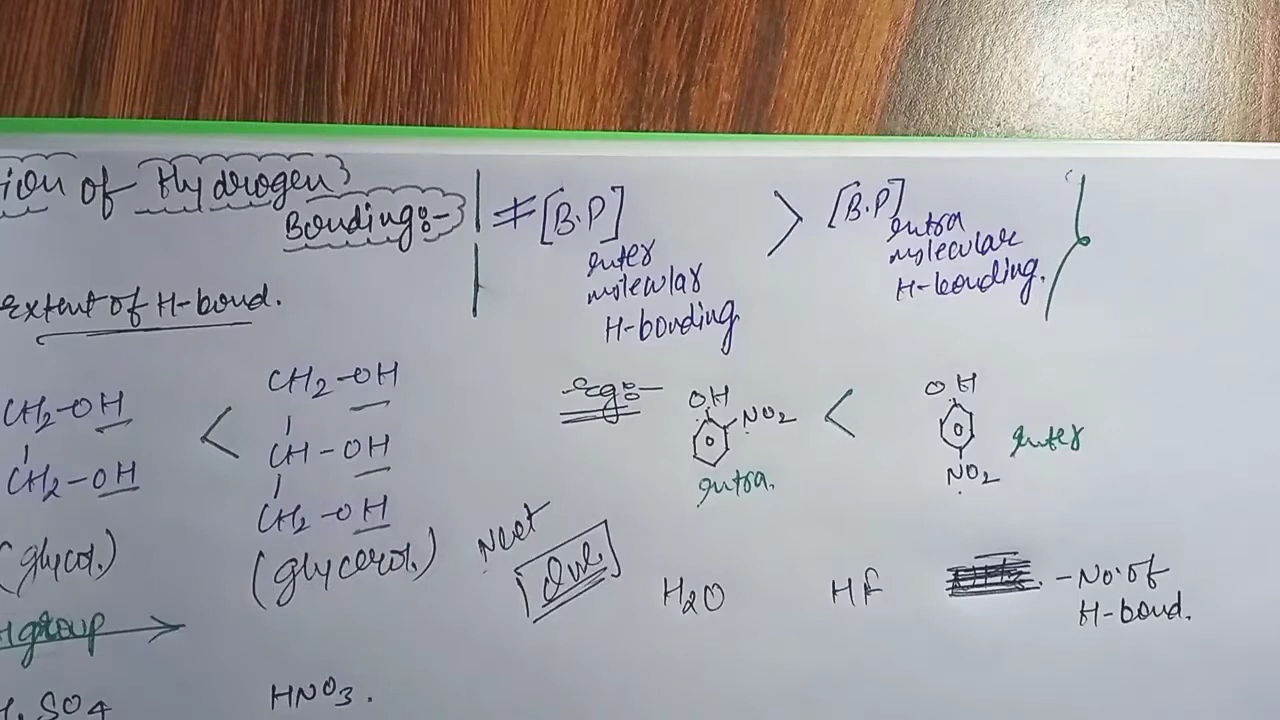 ion of Hydrogen
Bonding:-
extent of H-bond.
CH2-OH
CH2-OH
(glycol.)
<
CH2-OH
CH-OH
CH2-OH
(glycerol.)
H group
SO4
HNO3.
≠ [B.P]
inter
molecular
H-bonding
>
[B.P]
intra
molecular
H-bonding.
eg:-
OH
NO2
intra.
<
OH
NO2
inter
Neet
Que
H2O HF - No. of
H-bond.